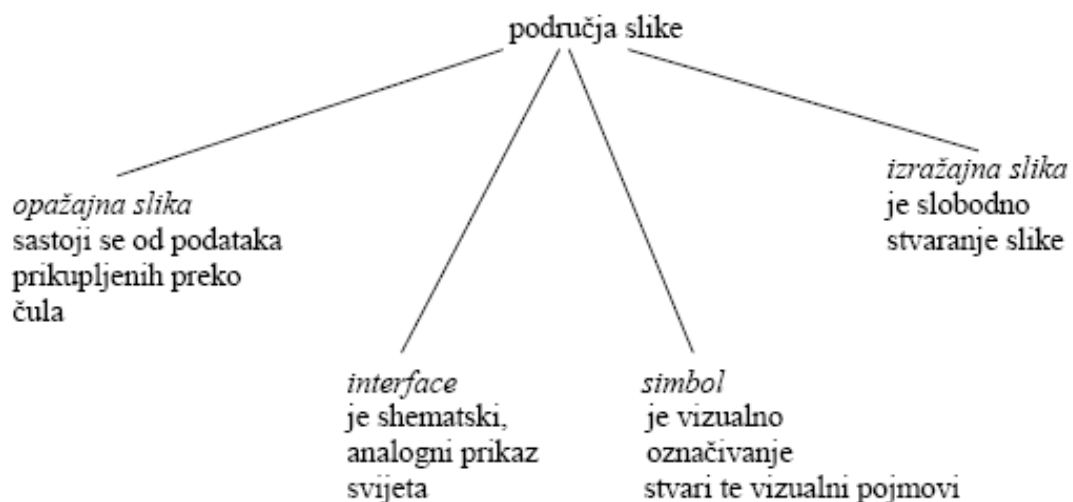 područja slike
opažajna slika
sastoji se od podataka
prikupljenih preko
čula
interface
je shematski,
analogni prikaz
svijeta
simbol
je vizualno
označivanje
stvari te vizualni pojmovi
izražajna slika
je slobodno
stvaranje slike